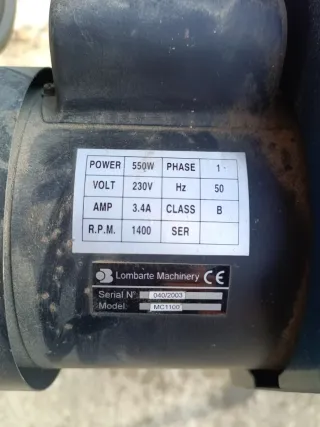 POWER 550W PHASE 1
VOLT 230V Hz 50
AMP 3.4A CLASS B
R.P.M. 1400 SER
Lombarte Machinery CE
Serial Nº: 040/2003
Model: MC1100